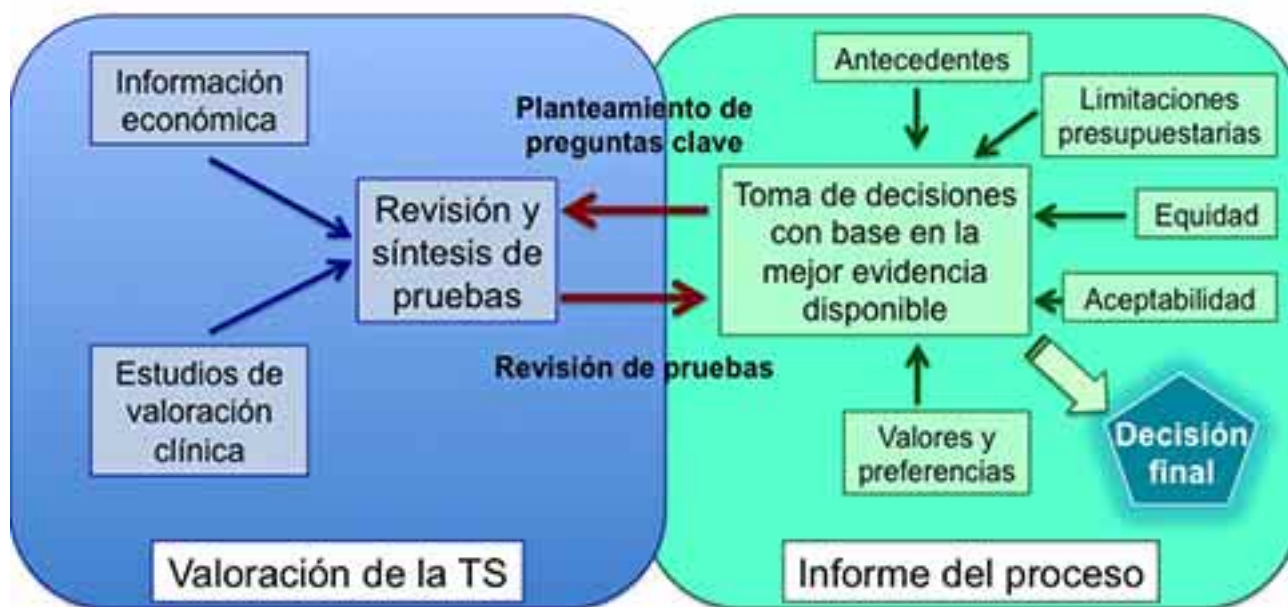 Información
económica
Estudios de
valoración
clínica
Revisión y
síntesis de
pruebas
Valoración de la TS
Planteamiento de
preguntas clave
Revisión de pruebas
Antecedentes
Limitaciones
presupuestarias
Equidad
Aceptabilidad
Toma de decisiones
con base en la
mejor evidencia
disponible
Valores y
preferencias
Decisión
final
Informe del proceso